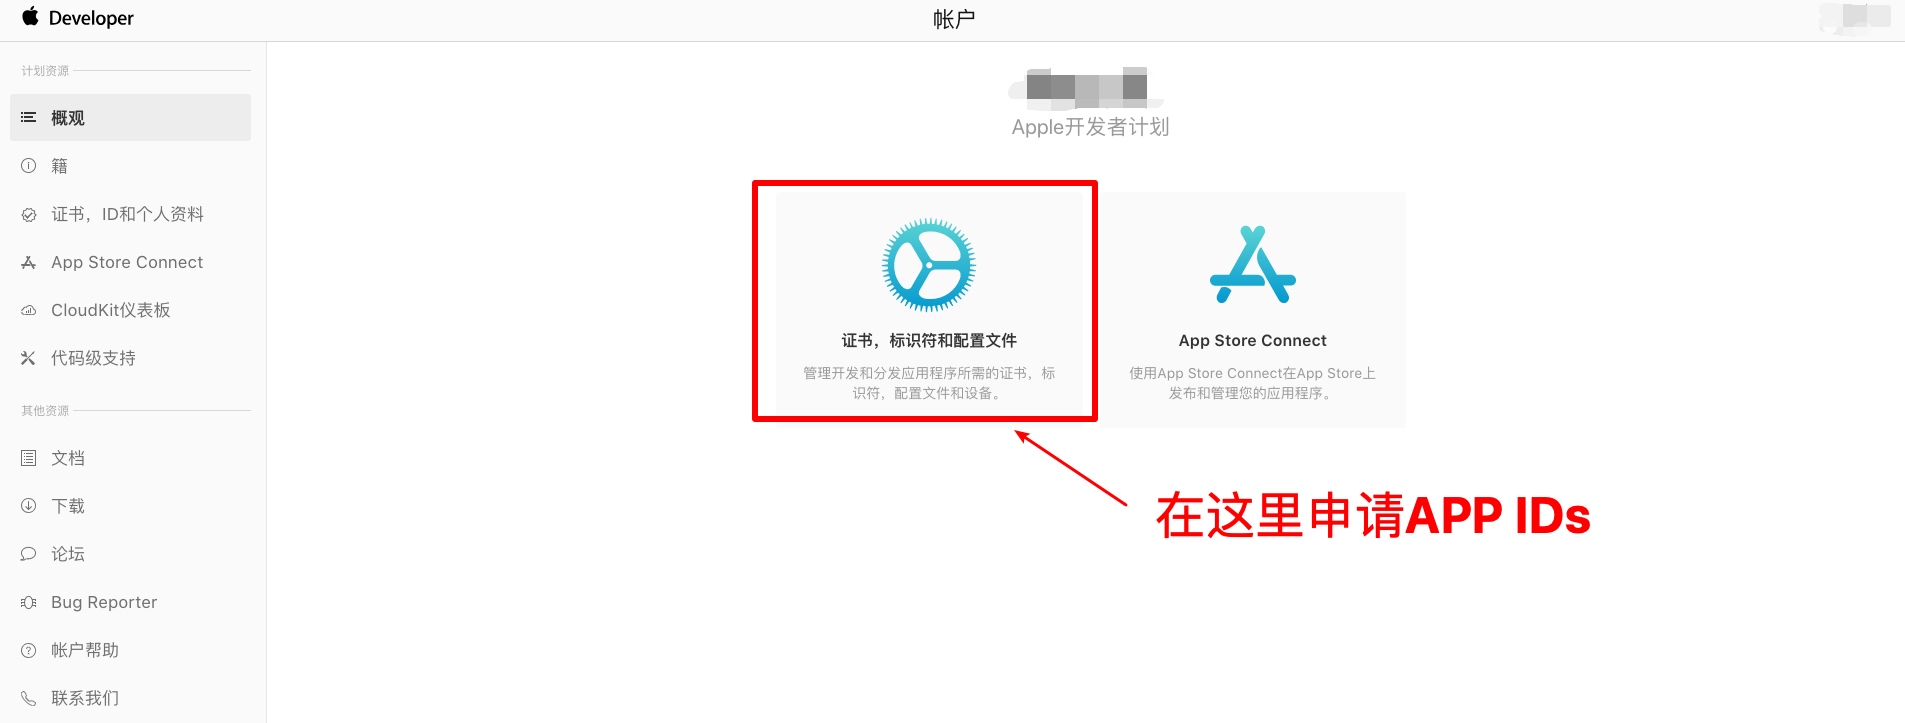 Developer
帐户
计划资源
概观
籍
证书，ID和个人资料
App Store Connect
CloudKit仪表板
代码级支持
其他资源
文档
下载
论坛
Bug Reporter
帐户帮助
联系我们
Apple开发者计划
证书，标识符和配置文件
管理开发和分发应用程序所需的证书，标
识符，配置文件和设备。
App Store Connect
使用App Store Connect在App Store上
发布和管理您的应用程序。
在这里申请APP IDs